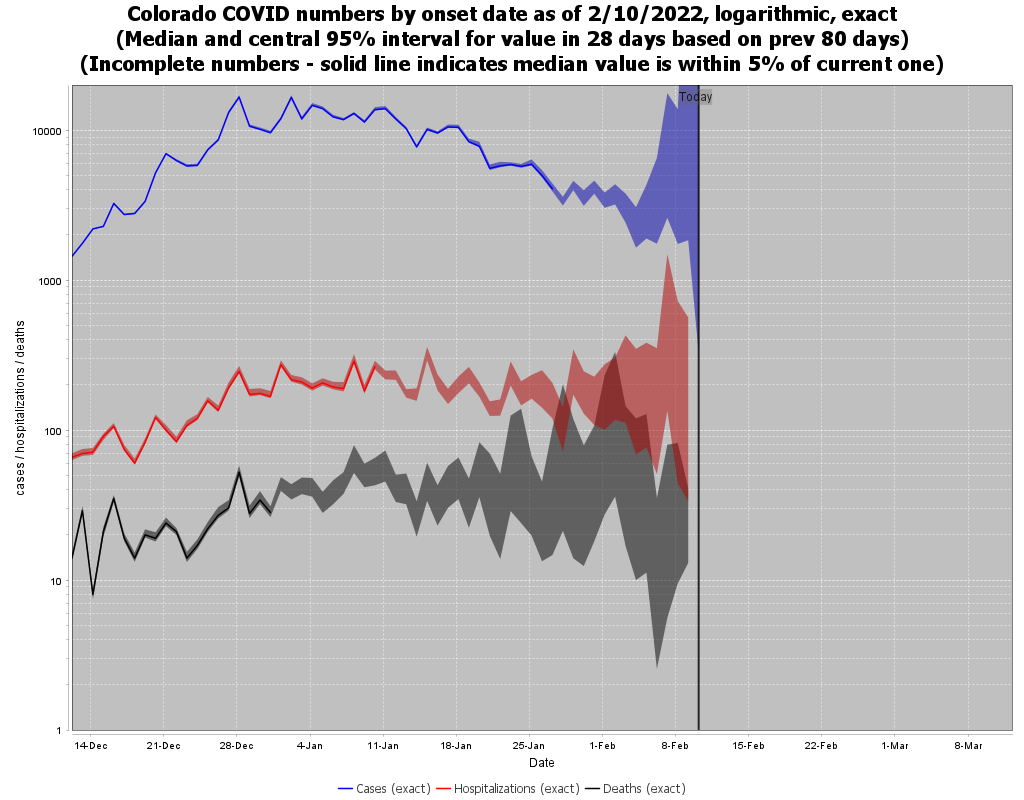 Colorado COVID numbers by onset date as of 2/10/2022, logarithmic, exact
(Median and central 95% interval for value in 28 days based on prev 80 days)
(Incomplete numbers - solid line indicates median value is within 5% of current one)
Today
10000
1000
100
10
1
cases / hospitalizations / deaths
14-Dec 21-Dec 28-Dec 4-Jan 11-Jan 18-Jan 25-Jan 1-Feb 8-Feb 15-Feb 22-Feb 1-Mar 8-Mar
Date
Cases (exact) Hospitalizations (exact) Deaths (exact)